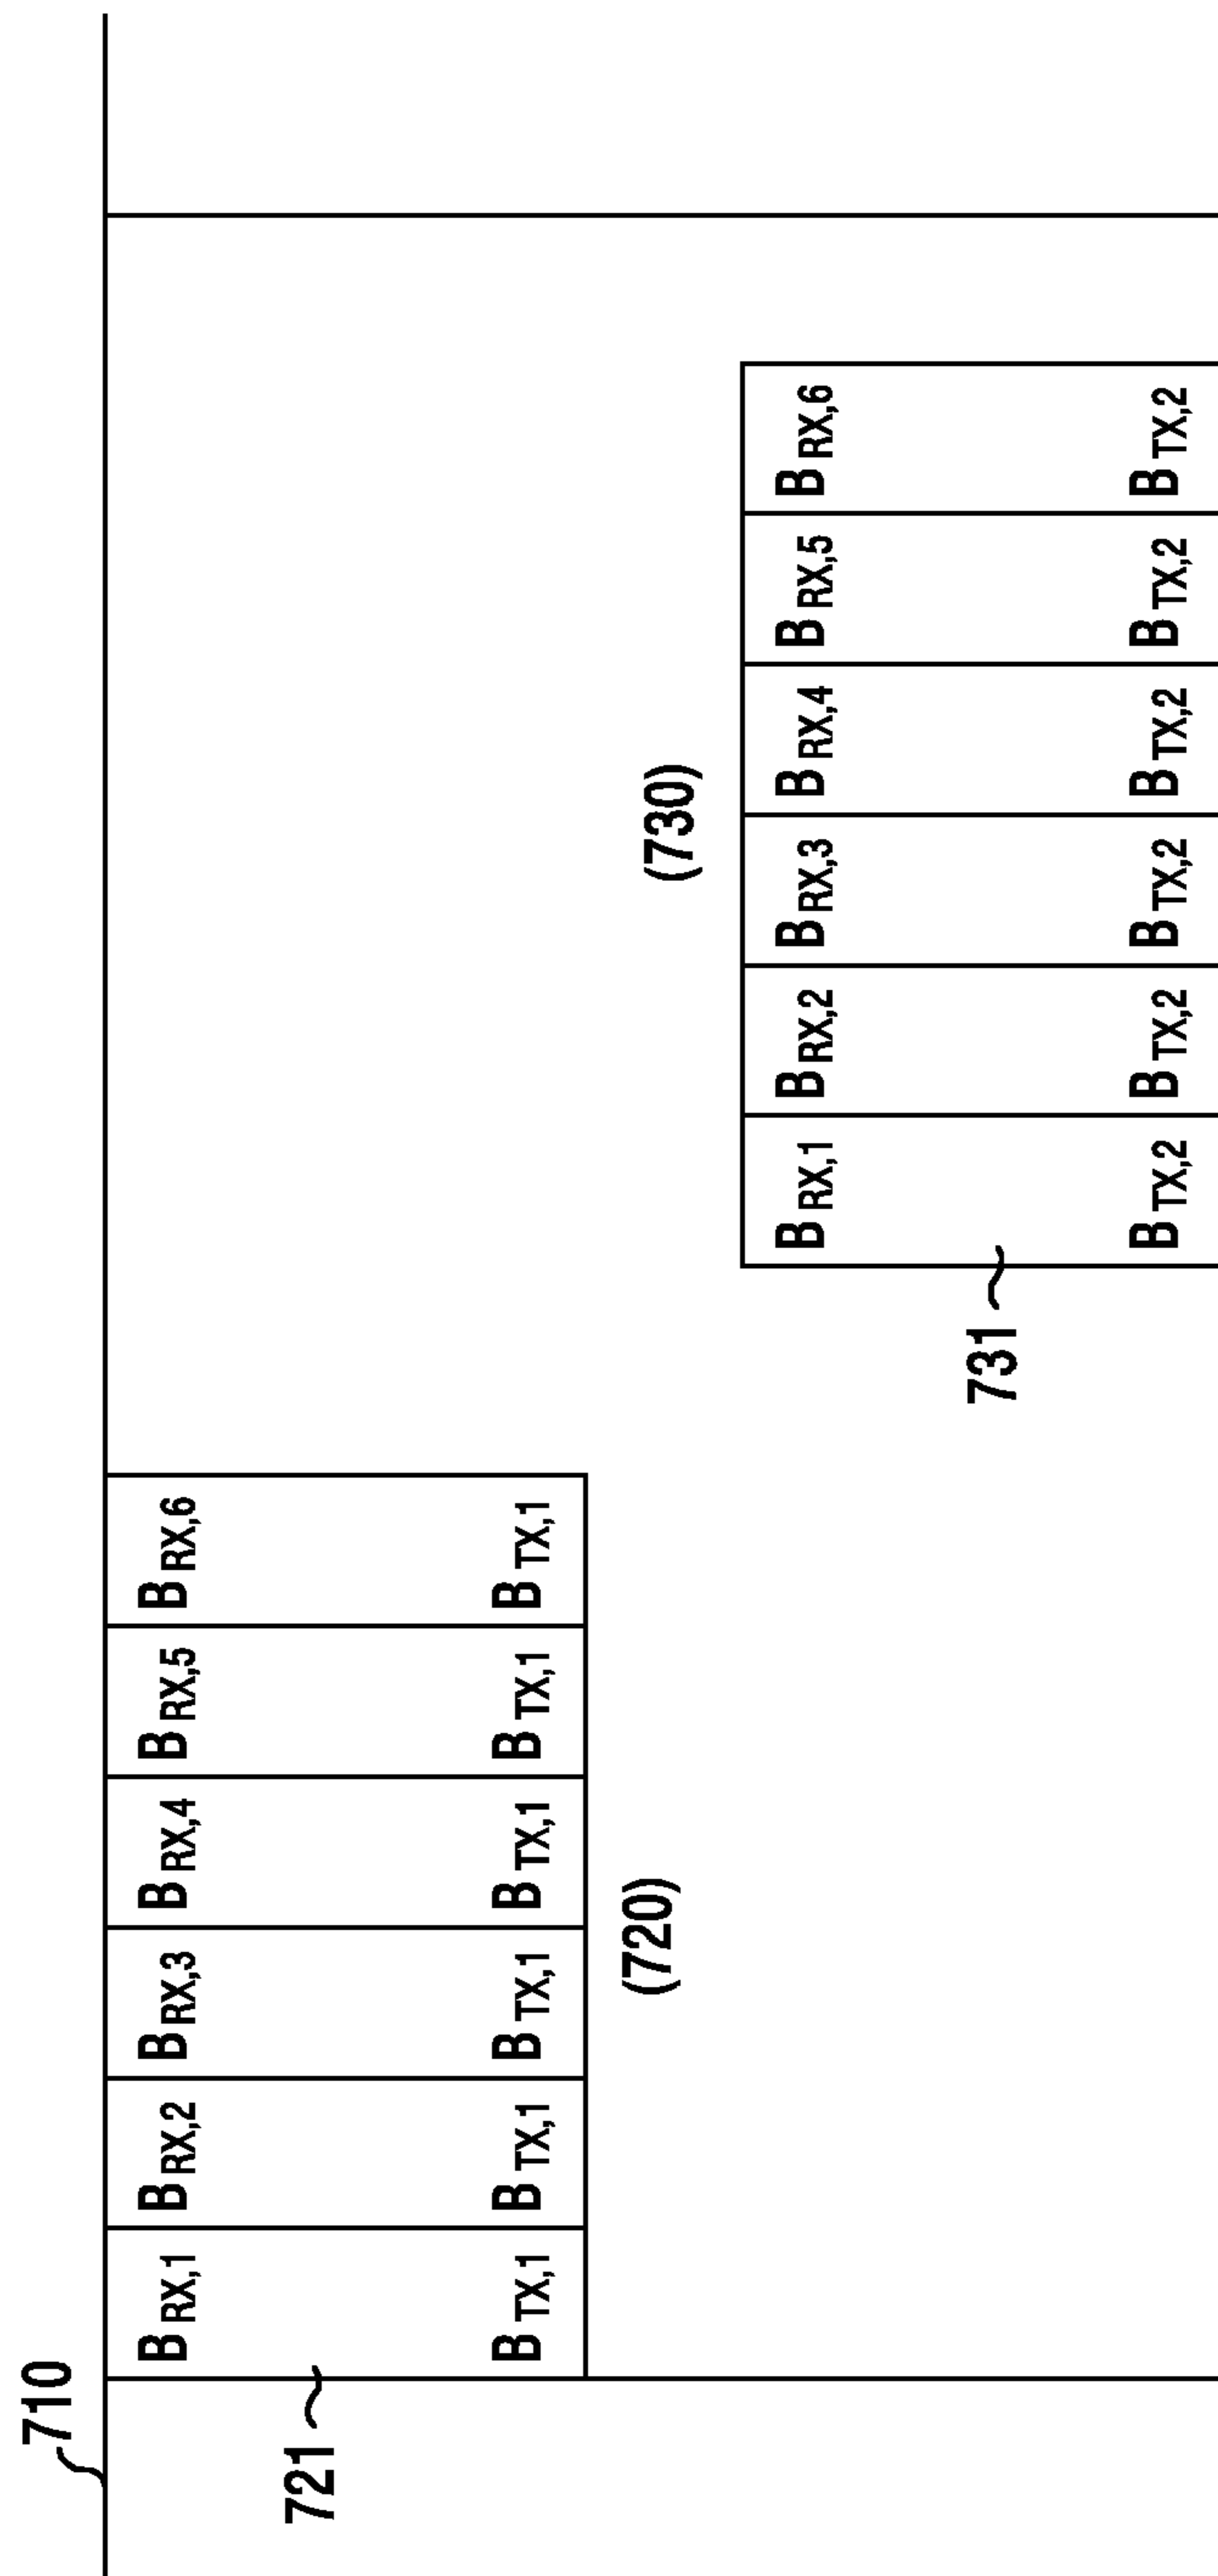 710
721
B RX,1 B RX,2 B RX,3 B RX,4 B RX,5 B RX,6
B TX,1 B TX,1 B TX,1 B TX,1 B TX,1 B TX,1
(720)
(730)
731
B RX,1 B RX,2 B RX,3 B RX,4 B RX,5 B RX,6
B TX,2 B TX,2 B TX,2 B TX,2 B TX,2 B TX,2